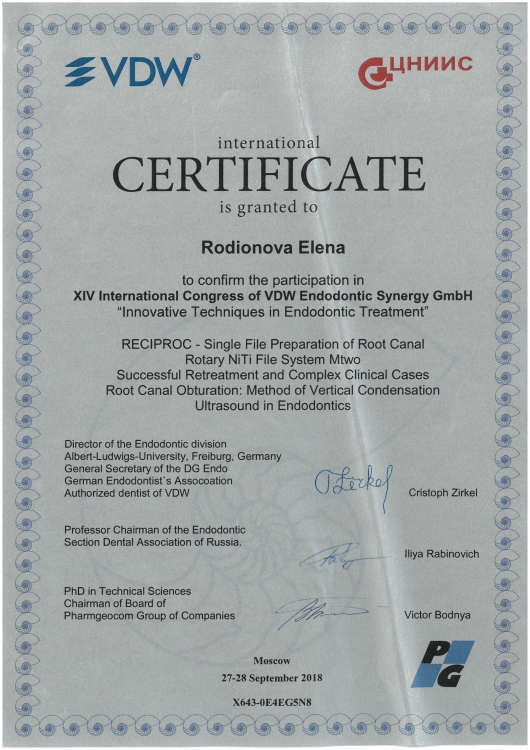 VDW®
ЦНИИС
international
CERTIFICATE
is granted to
Rodionova Elena
to confirm the participation in
XIV International Congress of VDW Endodontic Synergy GmbH
“Innovative Techniques in Endodontic Treatment”
RECIPROC - Single File Preparation of Root Canal
Rotary NiTi File System Mtwo
Successful Retreatment and Complex Clinical Cases
Root Canal Obturation: Method of Vertical Condensation
Ultrasound in Endodontics
Director of the Endodontic division
Albert-Ludwigs-University, Freiburg, Germany
General Secretary of the DG Endo
German Endodontist`s Assocoation
Authorized dentist of VDW
Cristoph Zirkel
Professor Chairman of the Endodontic
Section Dental Association of Russia.
Iliya Rabinovich
PhD in Technical Sciences
Chairman of Board of
Pharmgeocom Group of Companies
Victor Bodnya
PG
Moscow
27-28 September 2018
X643-0E4EG5N8